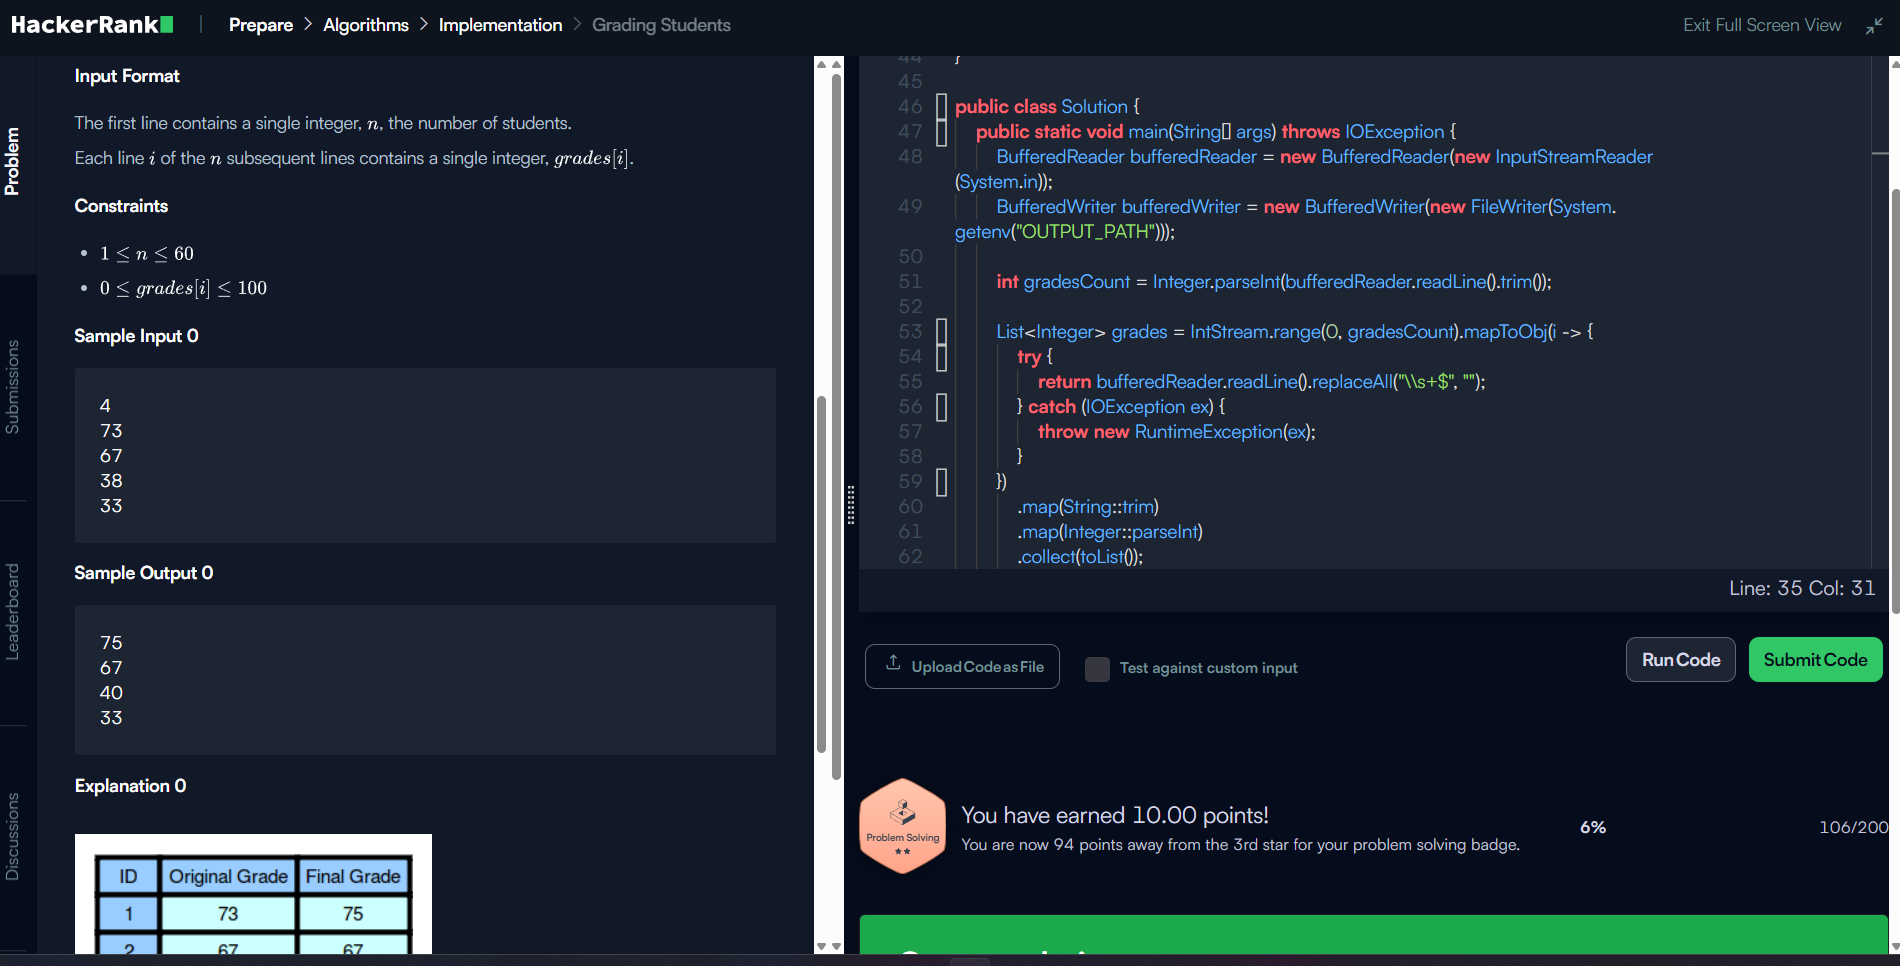 HackerRank
Prepare > Algorithms > Implementation > Grading Students
Exit Full Screen View
Problem
Submissions
Leaderboard
Discussions
Input Format
The first line contains a single integer, n, the number of students.
Each line i of the n subsequent lines contains a single integer, grades[i].
Constraints
• 1 ≤ n ≤ 60
• 0 ≤ grades[i] ≤ 100
Sample Input 0
4
73
67
38
33
Sample Output 0
75
67
40
33
Explanation 0
ID Original Grade Final Grade
1 73 75
2 67 67
44 }
45
46 public class Solution {
47 public static void main(String[] args) throws IOException {
48 BufferedReader bufferedReader = new BufferedReader(new InputStreamReader
(System.in));
49 BufferedWriter bufferedWriter = new BufferedWriter(new FileWriter(System.
getenv("OUTPUT_PATH")));
50
51 int gradesCount = Integer.parseInt(bufferedReader.readLine().trim());
52
53 List<Integer> grades = IntStream.range(0, gradesCount).mapToObj(i -> {
54 try {
55 return bufferedReader.readLine().replaceAll("\\s+$", "");
56 } catch (IOException ex) {
57 throw new RuntimeException(ex);
58 }
59 })
60 .map(String::trim)
61 .map(Integer::parseInt)
62 .collect(toList());
Line: 35 Col: 31
Upload Code as File
Test against custom input
Run Code
Submit Code
Problem Solving
You have earned 10.00 points!
You are now 94 points away from the 3rd star for your problem solving badge.
6%
106/200